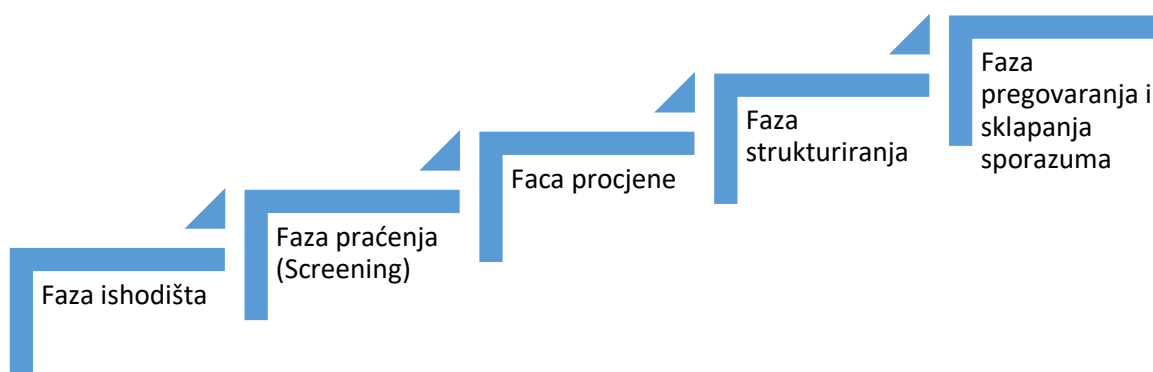 Faza ishodišta
Faza praćenja
(Screening)
Faca procjene
Faza
strukturiranja
Faza
pregovaranja i
sklapanja
sporazuma